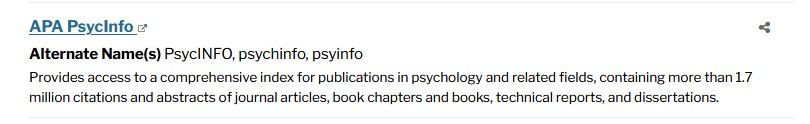 APA PsycInfo
Alternate Name(s) PsycINFO, psychinfo, psyinfo
Provides access to a comprehensive index for publications in psychology and related fields, containing more than 1.7
million citations and abstracts of journal articles, book chapters and books, technical reports, and dissertations.